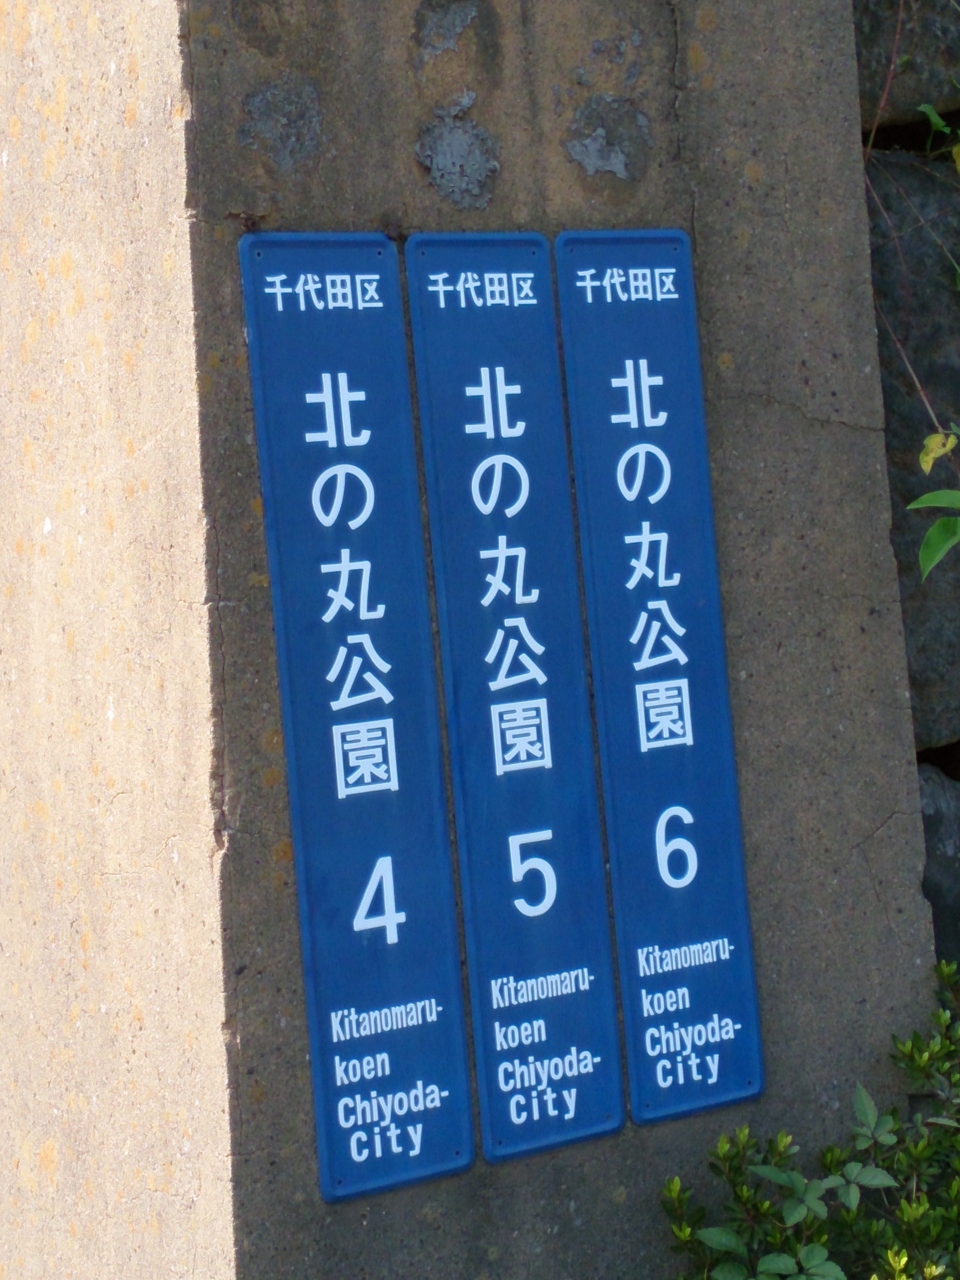 千代田区
北の丸公園
4
Kitanomaru-
koen
Chiyoda-
City
千代田区
北の丸公園
5
Kitanomaru-
koen
Chiyoda-
City
千代田区
北の丸公園
6
Kitanomaru-
koen
Chiyoda-
City